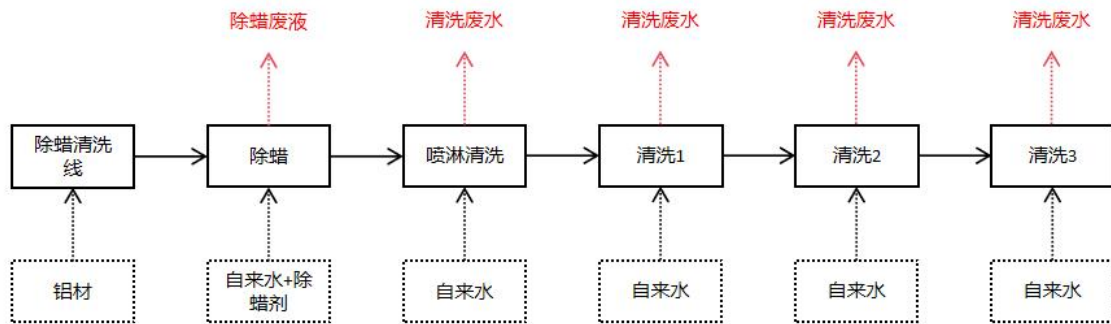 除蜡废液
清洗废水
清洗废水
清洗废水
清洗废水
除蜡清洗
线
除蜡
喷淋清洗
清洗1
清洗2
清洗3
铝材
自来水+除
蜡剂
自来水
自来水
自来水
自来水